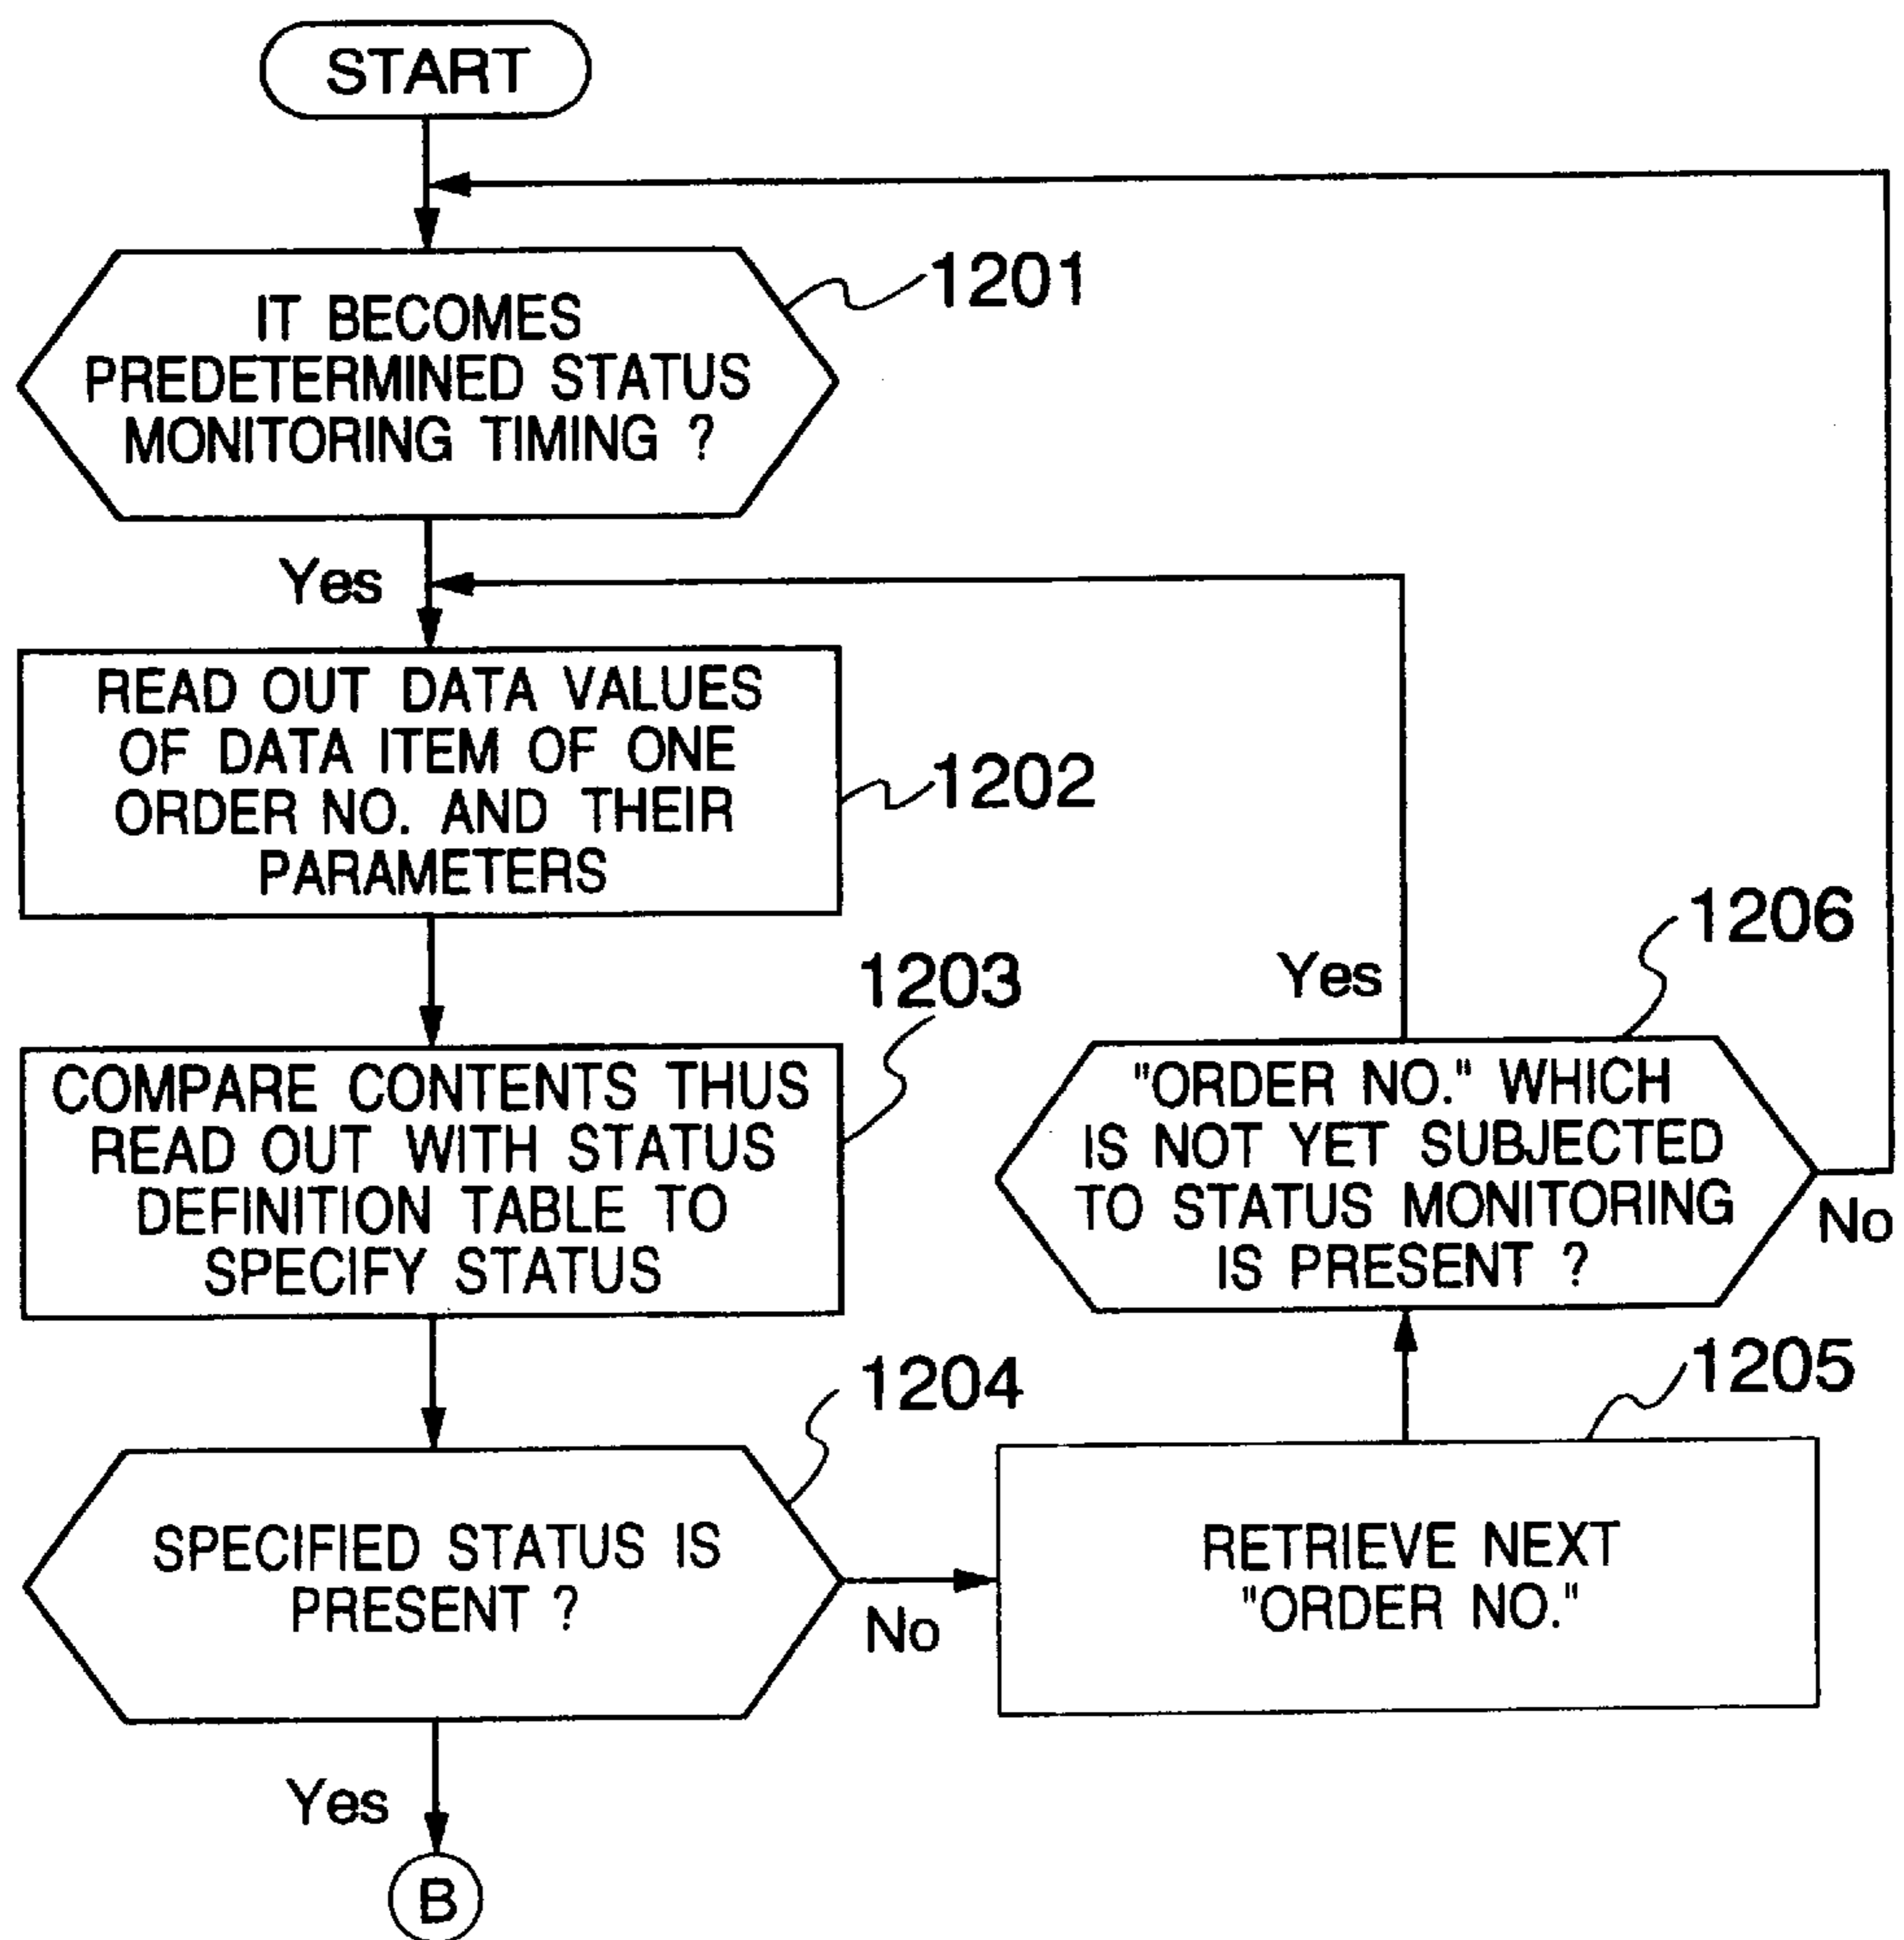 START
1201
IT BECOMES
PREDETERMINED STATUS
MONITORING TIMING ?
Yes
READ OUT DATA VALUES
OF DATA ITEM OF ONE
ORDER NO. AND THEIR
PARAMETERS
1202
1203
COMPARE CONTENTS THUS
READ OUT WITH STATUS
DEFINITION TABLE TO
SPECIFY STATUS
1204
SPECIFIED STATUS IS
PRESENT ?
No
Yes
B
1205
RETRIEVE NEXT
"ORDER NO."
1206
"ORDER NO." WHICH
IS NOT YET SUBJECTED
TO STATUS MONITORING
IS PRESENT ?
Yes
No